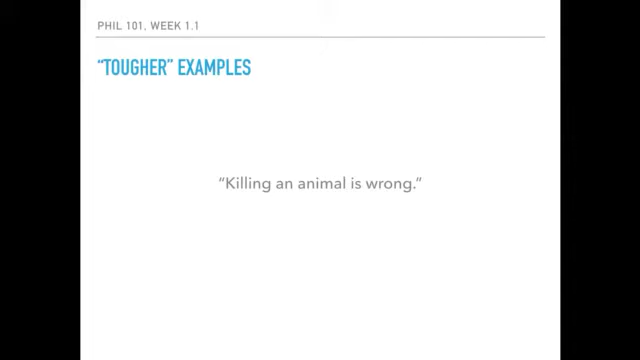 PHIL 101, WEEK 1.1
“TOUGHER” EXAMPLES
“Killing an animal is wrong.”